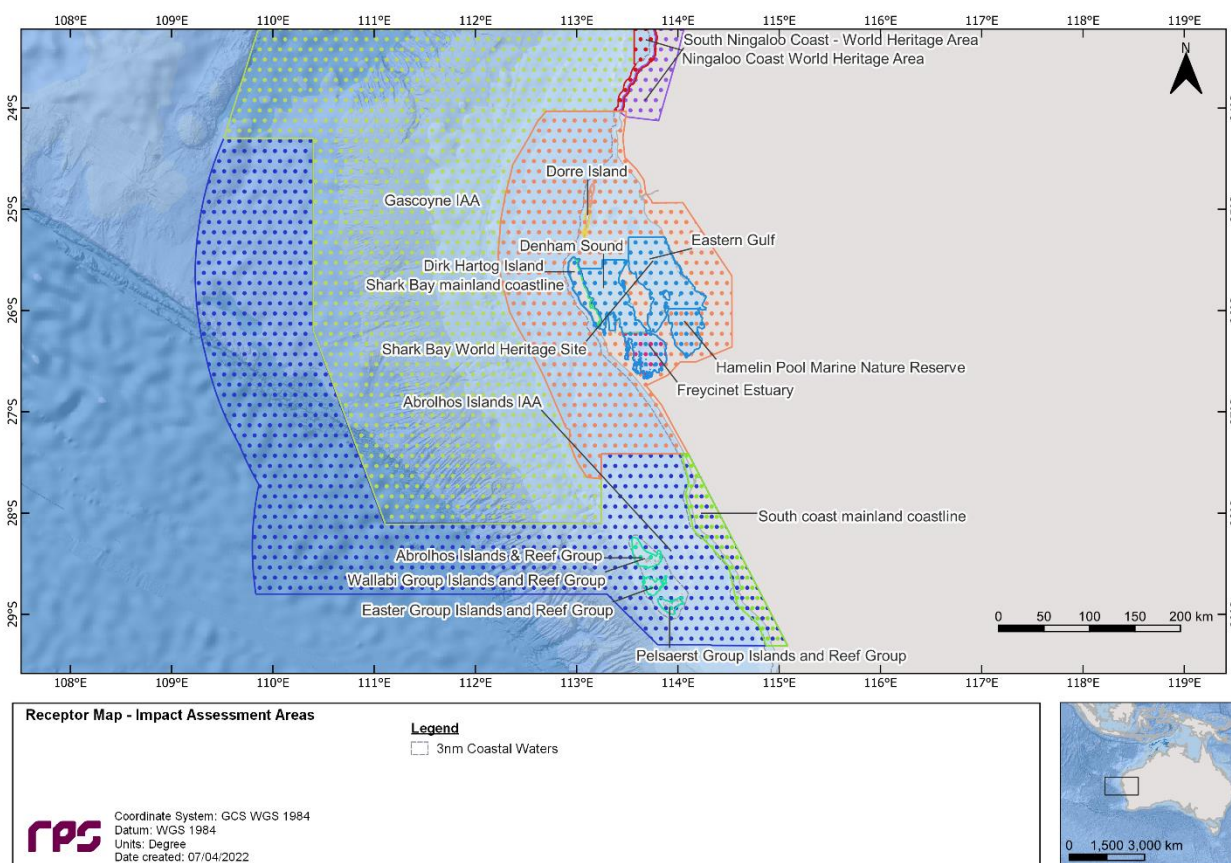 108°E 109°E 110°E 111°E 112°E 113°E 114°E 115°E 116°E 117°E 118°E 119°E
N
South Ningaloo Coast - World Heritage Area
Ningaloo Coast World Heritage Area
24°S
Dorre Island
25°S
Gascoyne IAA
Eastern Gulf
Denham Sound
Dirk Hartog Island
Shark Bay mainland coastline
26°S
Shark Bay World Heritage Site
Hamelin Pool Marine Nature Reserve
Freycinet Estuary
27°S
Abrolhos Islands IAA
28°S
South coast mainland coastline
Abrolhos Islands & Reef Group
Wallabi Group Islands and Reef Group
Easter Group Islands and Reef Group
29°S
0 50 100 150 200 km
Pelsaerst Group Islands and Reef Group
108°E 109°E 110°E 111°E 112°E 113°E 114°E 115°E 116°E 117°E 118°E 119°E
Receptor Map - Impact Assessment Areas
Legend
3nm Coastal Waters
rps
Coordinate System: GCS WGS 1984
Datum: WGS 1984
Units: Degree
Date created: 07/04/2022
0 1,500 3,000 km